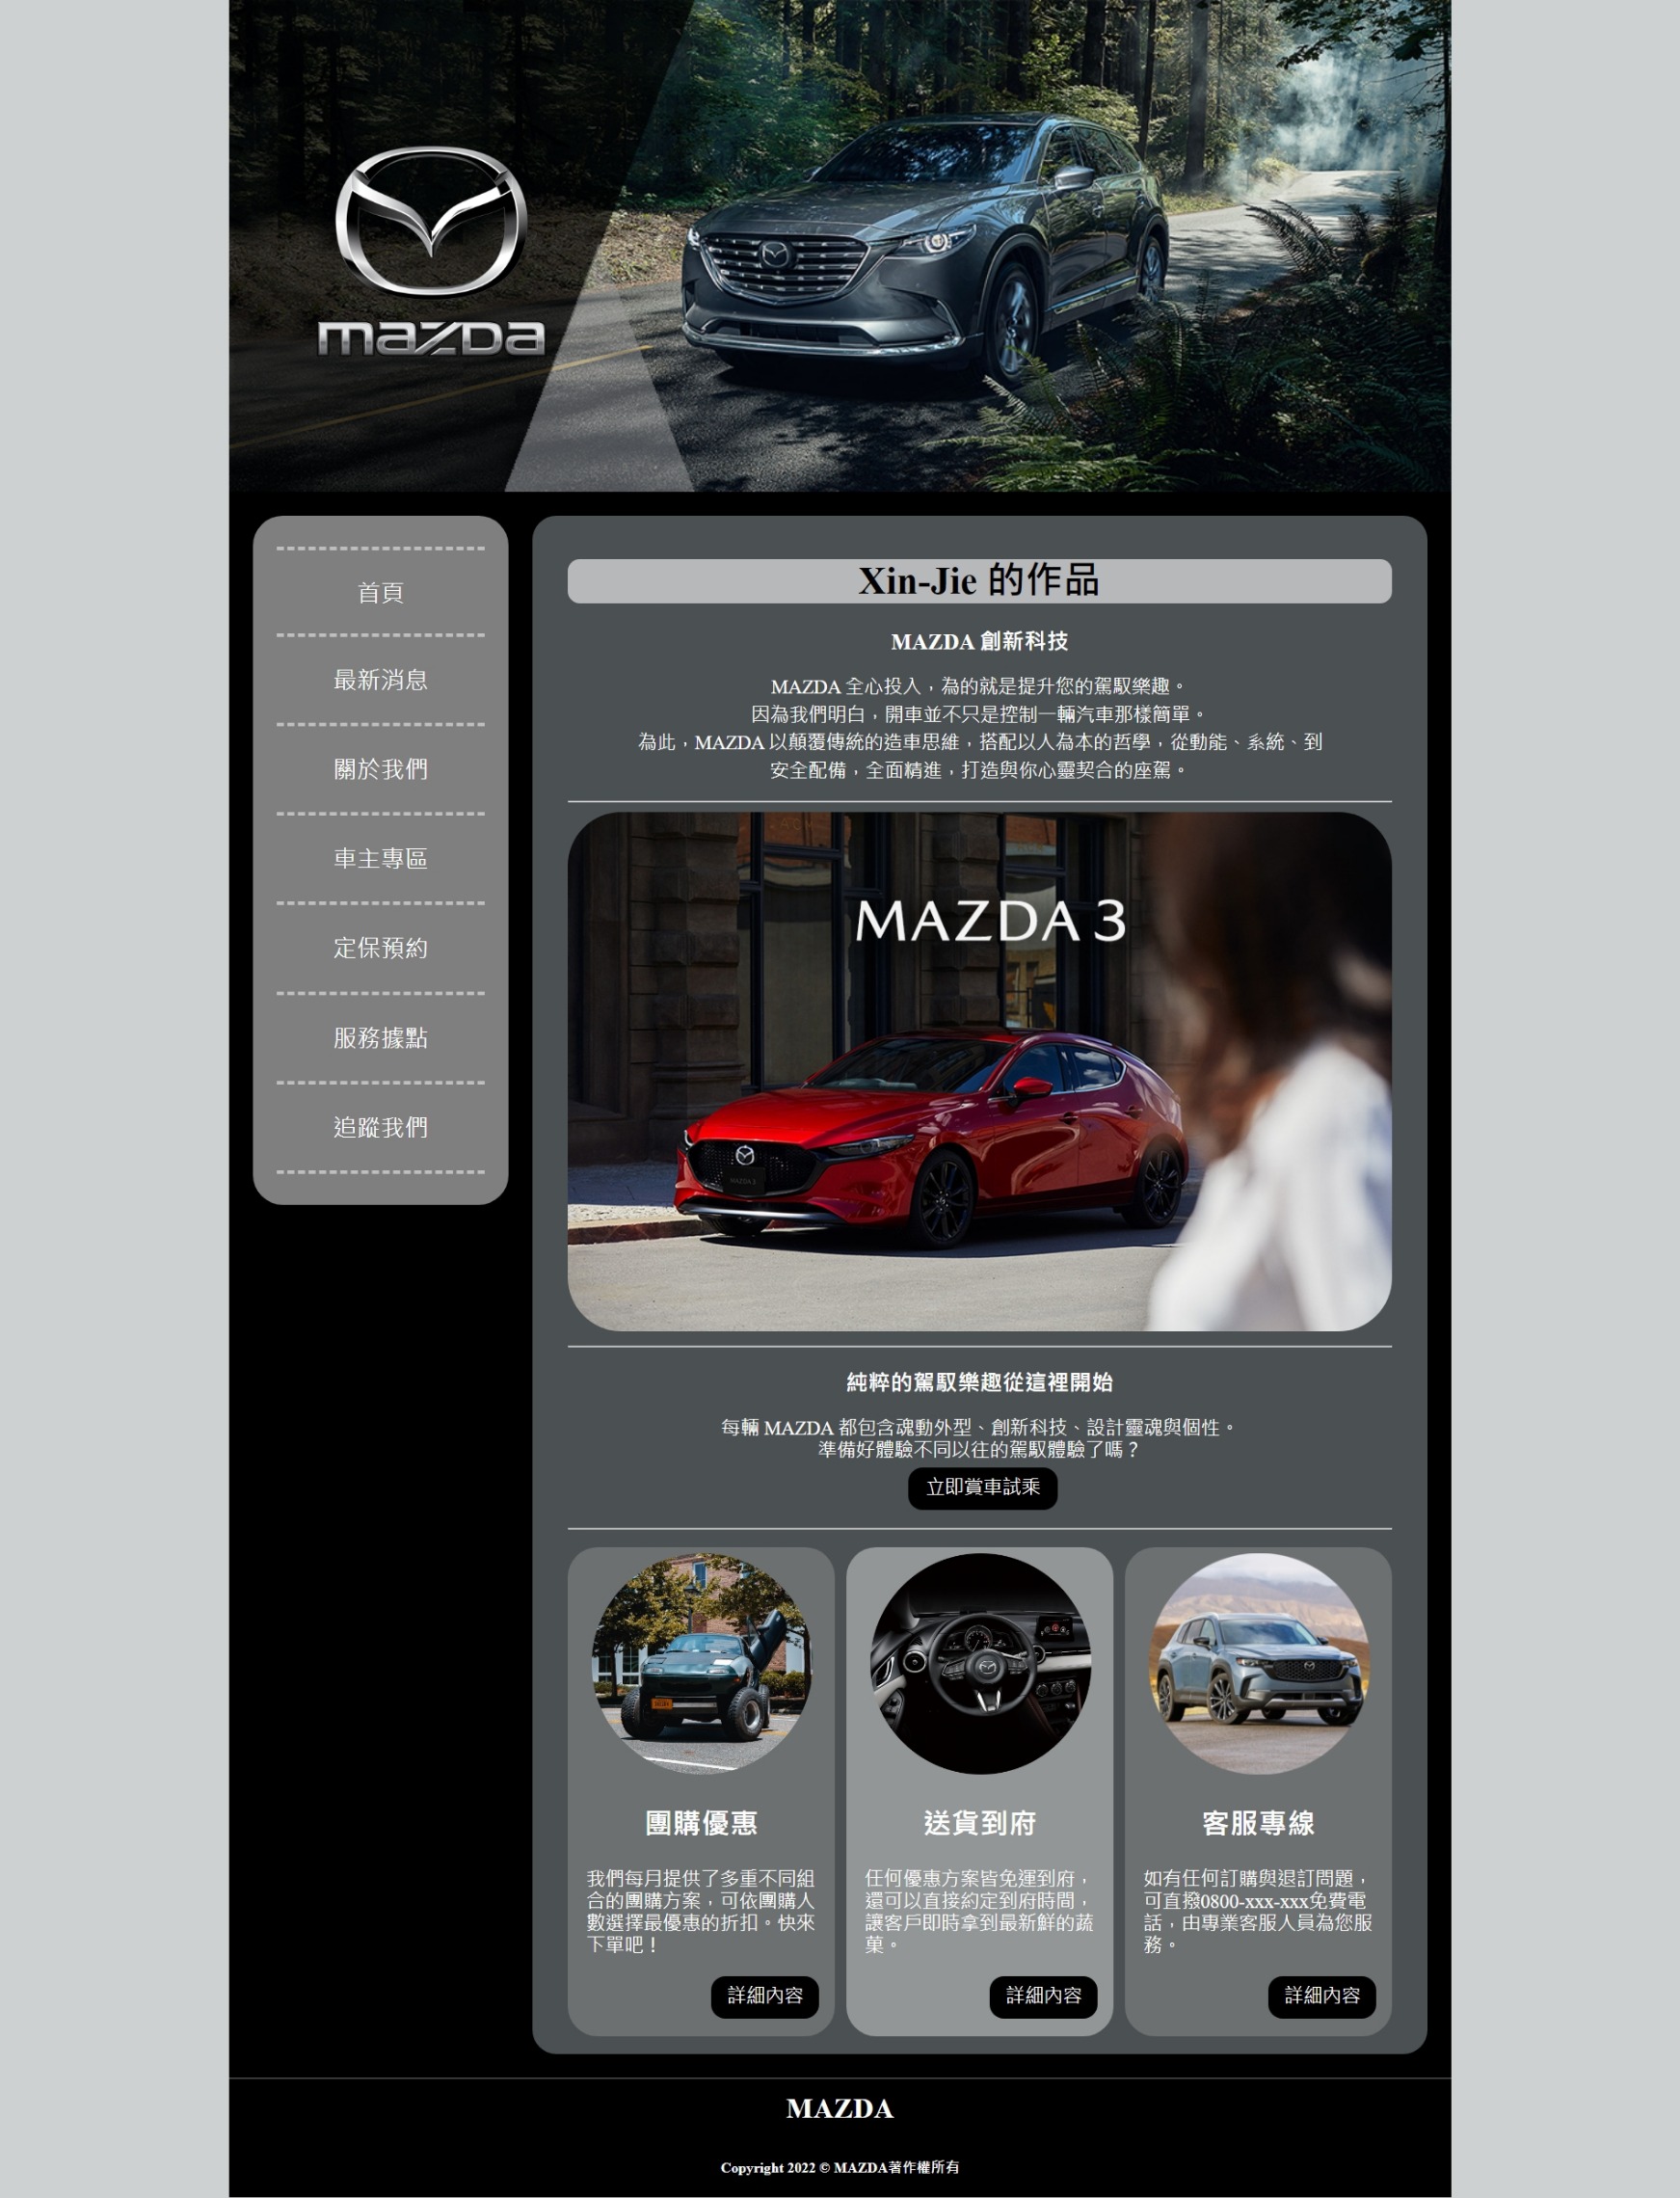 mazDa
首頁
最新消息
關於我們
車主專區
定保預約
服務據點
追蹤我們
Xin-Jie 的作品
MAZDA 創新科技
MAZDA 全心投入，為的就是提升您的駕馭樂趣。
因為我們明白，開車並不只是控制一輛汽車那樣簡單。
為此，MAZDA 以顛覆傳統的造車思維，搭配以人為本的哲學，從動能、系統、到
安全配備，全面精進，打造與你心靈契合的座駕。
MAZDA 3
MAZDA 3
純粹的駕馭樂趣從這裡開始
每輛 MAZDA 都包含魂動外型、創新科技、設計靈魂與個性。
準備好體驗不同以往的駕馭體驗了嗎？
立即賞車試乘
團購優惠
我們每月提供了多重不同組
合的團購方案，可依團購人
數選擇最優惠的折扣。快來
下單吧！
詳細內容
送貨到府
任何優惠方案皆免運到府，
還可以直接約定到府時間，
讓客戶即時拿到最新鮮的蔬
菓。
詳細內容
客服專線
如有任何訂購與退訂問題，
可直撥0800-xxx-xxx免費電
話，由專業客服人員為您服
務。
詳細內容
MAZDA
Copyright 2022 © MAZDA著作權所有